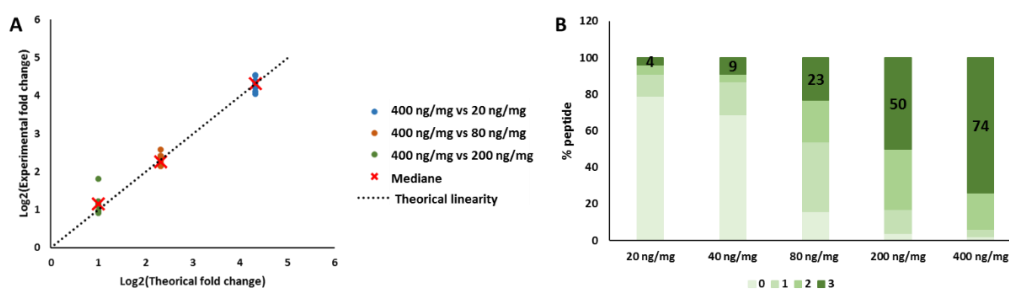 A
Log2(Experimental fold change)
6
5
4
3
2
1
0
0 1 2 3 4 5 6
Log2(Theorical fold change)
400 ng/mg vs 20 ng/mg
400 ng/mg vs 80 ng/mg
400 ng/mg vs 200 ng/mg
Mediane
Theorical linearity
B
% peptide
120
100
80
60
40
20
0
4
9
23
50
74
20 ng/mg 40 ng/mg 80 ng/mg 200 ng/mg 400 ng/mg
0 1 2 3